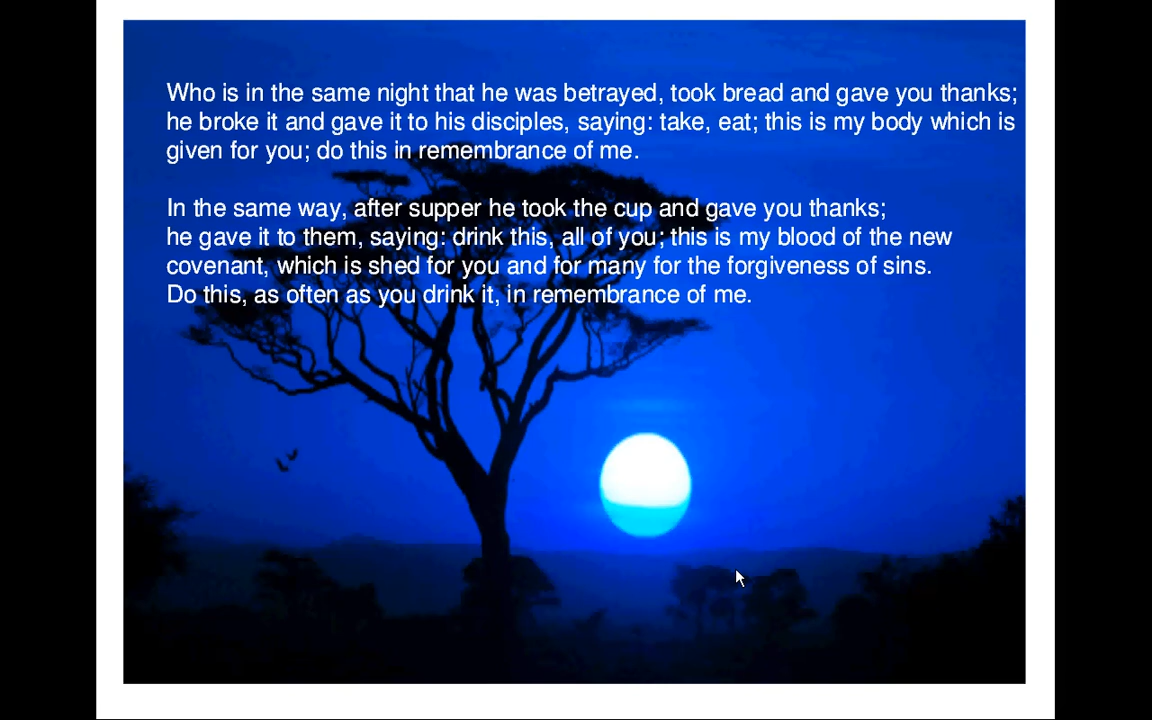 Who is in the same night that he was betrayed, took bread and gave you thanks;
he broke it and gave it to his disciples, saying: take, eat; this is my body which is
given for you; do this in remembrance of me.
In the same way, after supper he took the cup and gave you thanks;
he gave it to them, saying: drink this, all of you; this is my blood of the new
covenant, which is shed for you and for many for the forgiveness of sins.
Do this, as often as you drink it, in remembrance of me.